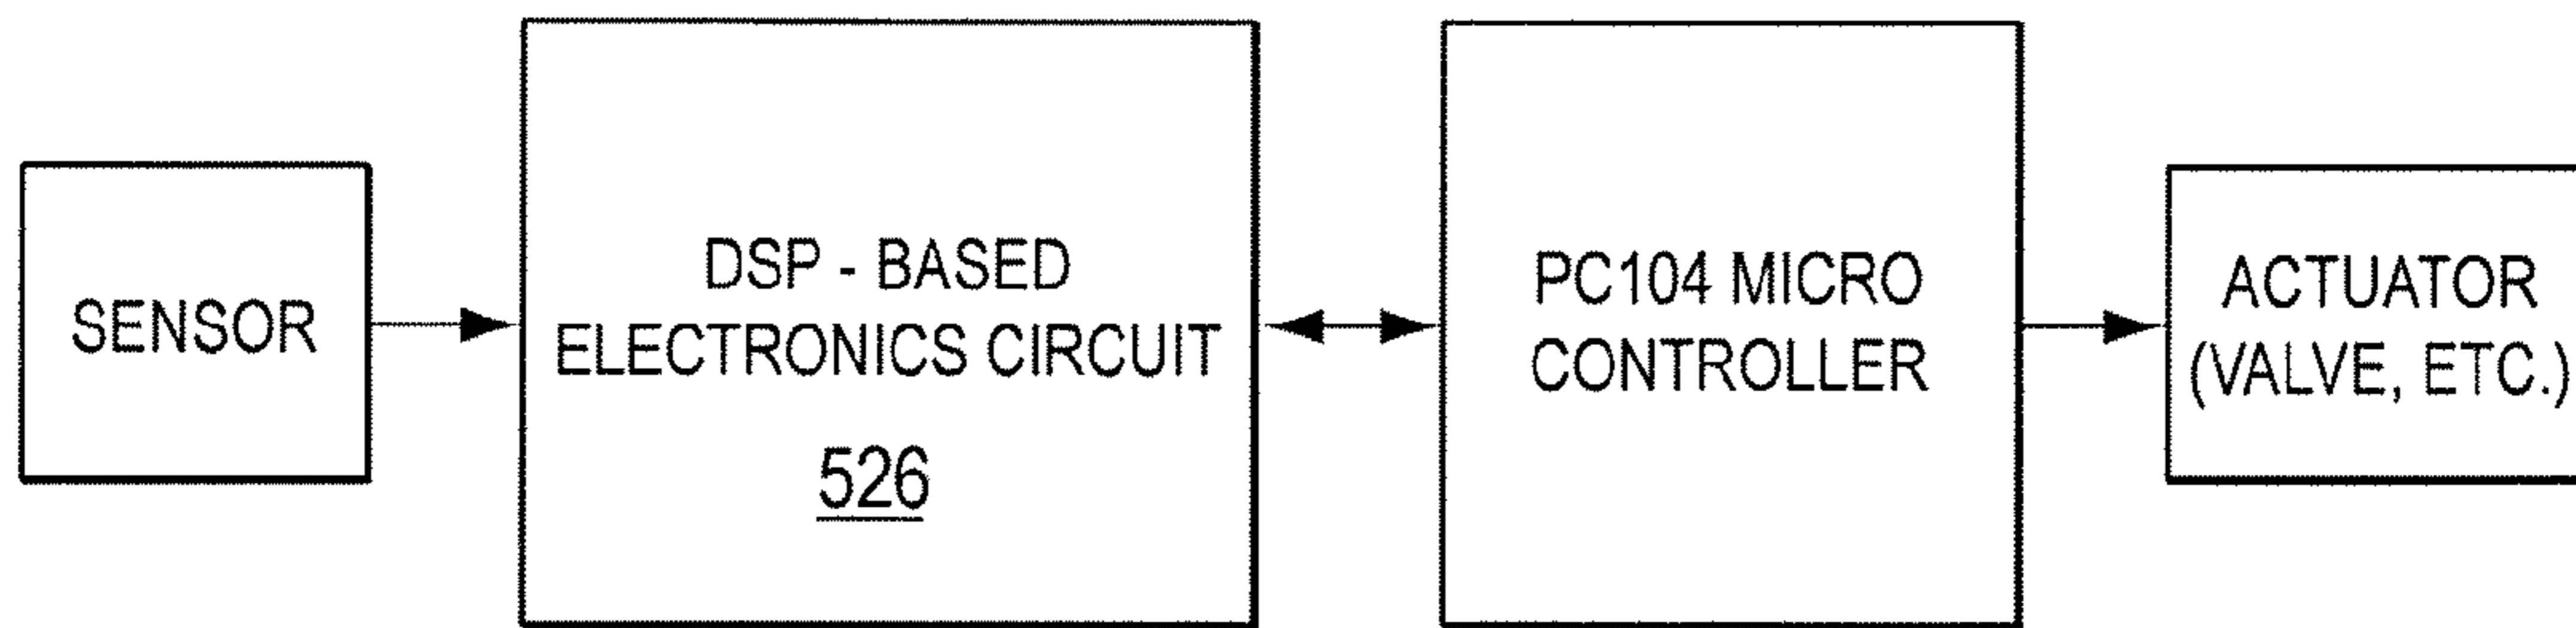 SENSOR
DSP - BASED
ELECTRONICS CIRCUIT
526
PC104 MICRO
CONTROLLER
ACTUATOR
(VALVE, ETC.)